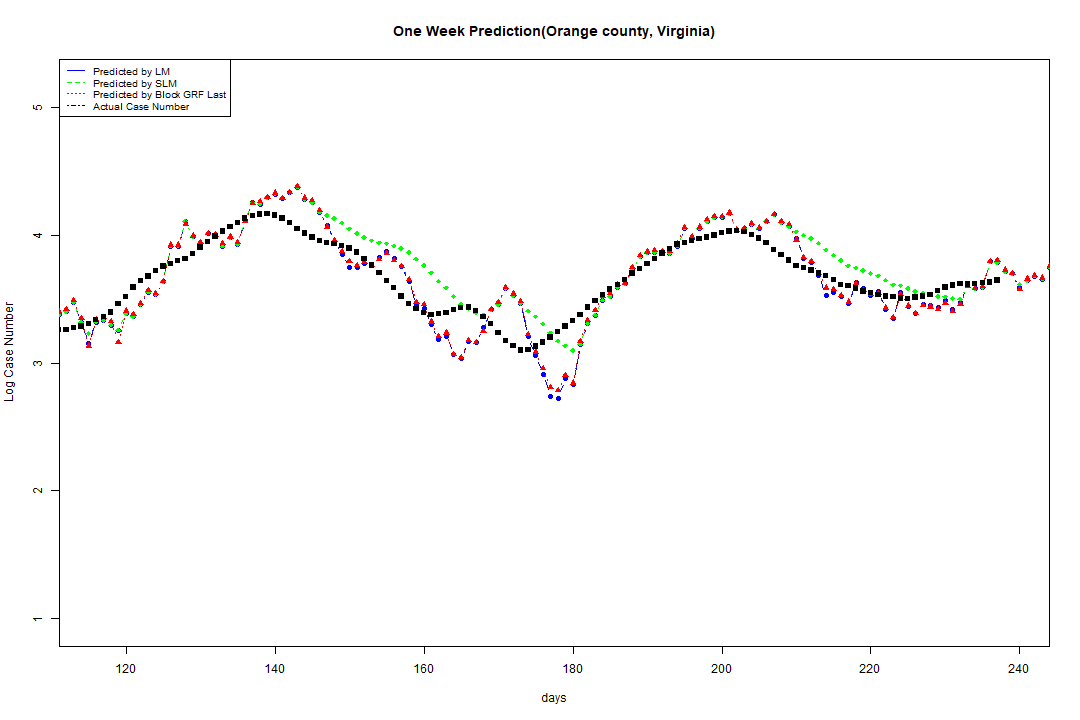 One Week Prediction(Orange county, Virginia)
Predicted by LM
Predicted by SLM
Predicted by Block GRF Last
Actual Case Number
5
4
3
2
1
Log Case Number
120 140 160 180 200 220 240
days